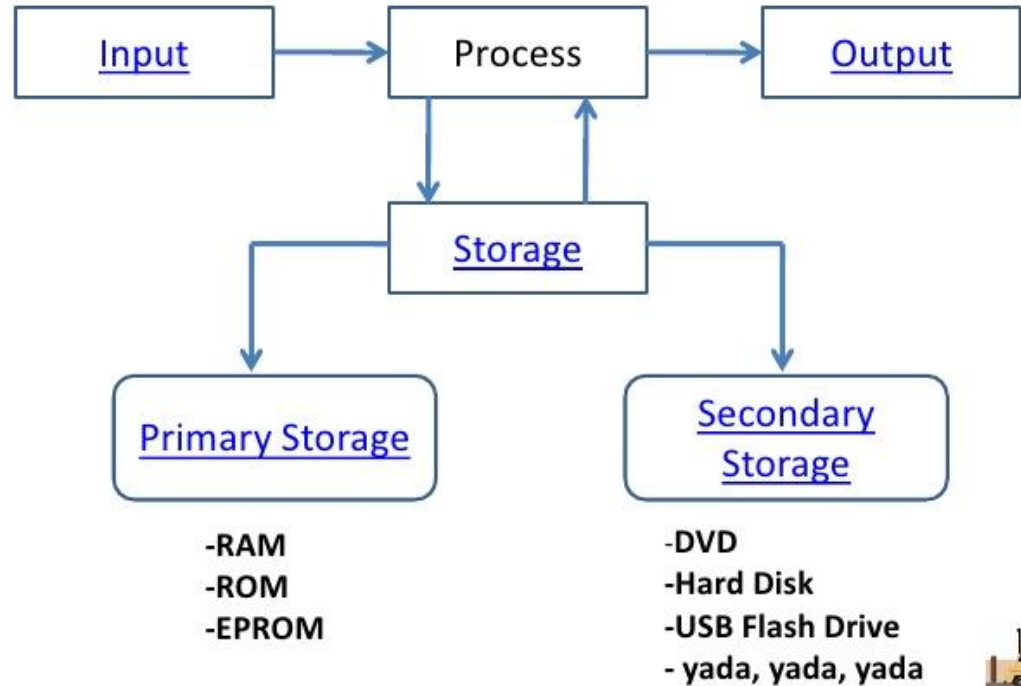 Input
Process
Output
Storage
Primary Storage
-RAM
-ROM
-EPROM
Secondary
Storage
-DVD
-Hard Disk
-USB Flash Drive
- yada, yada, yada